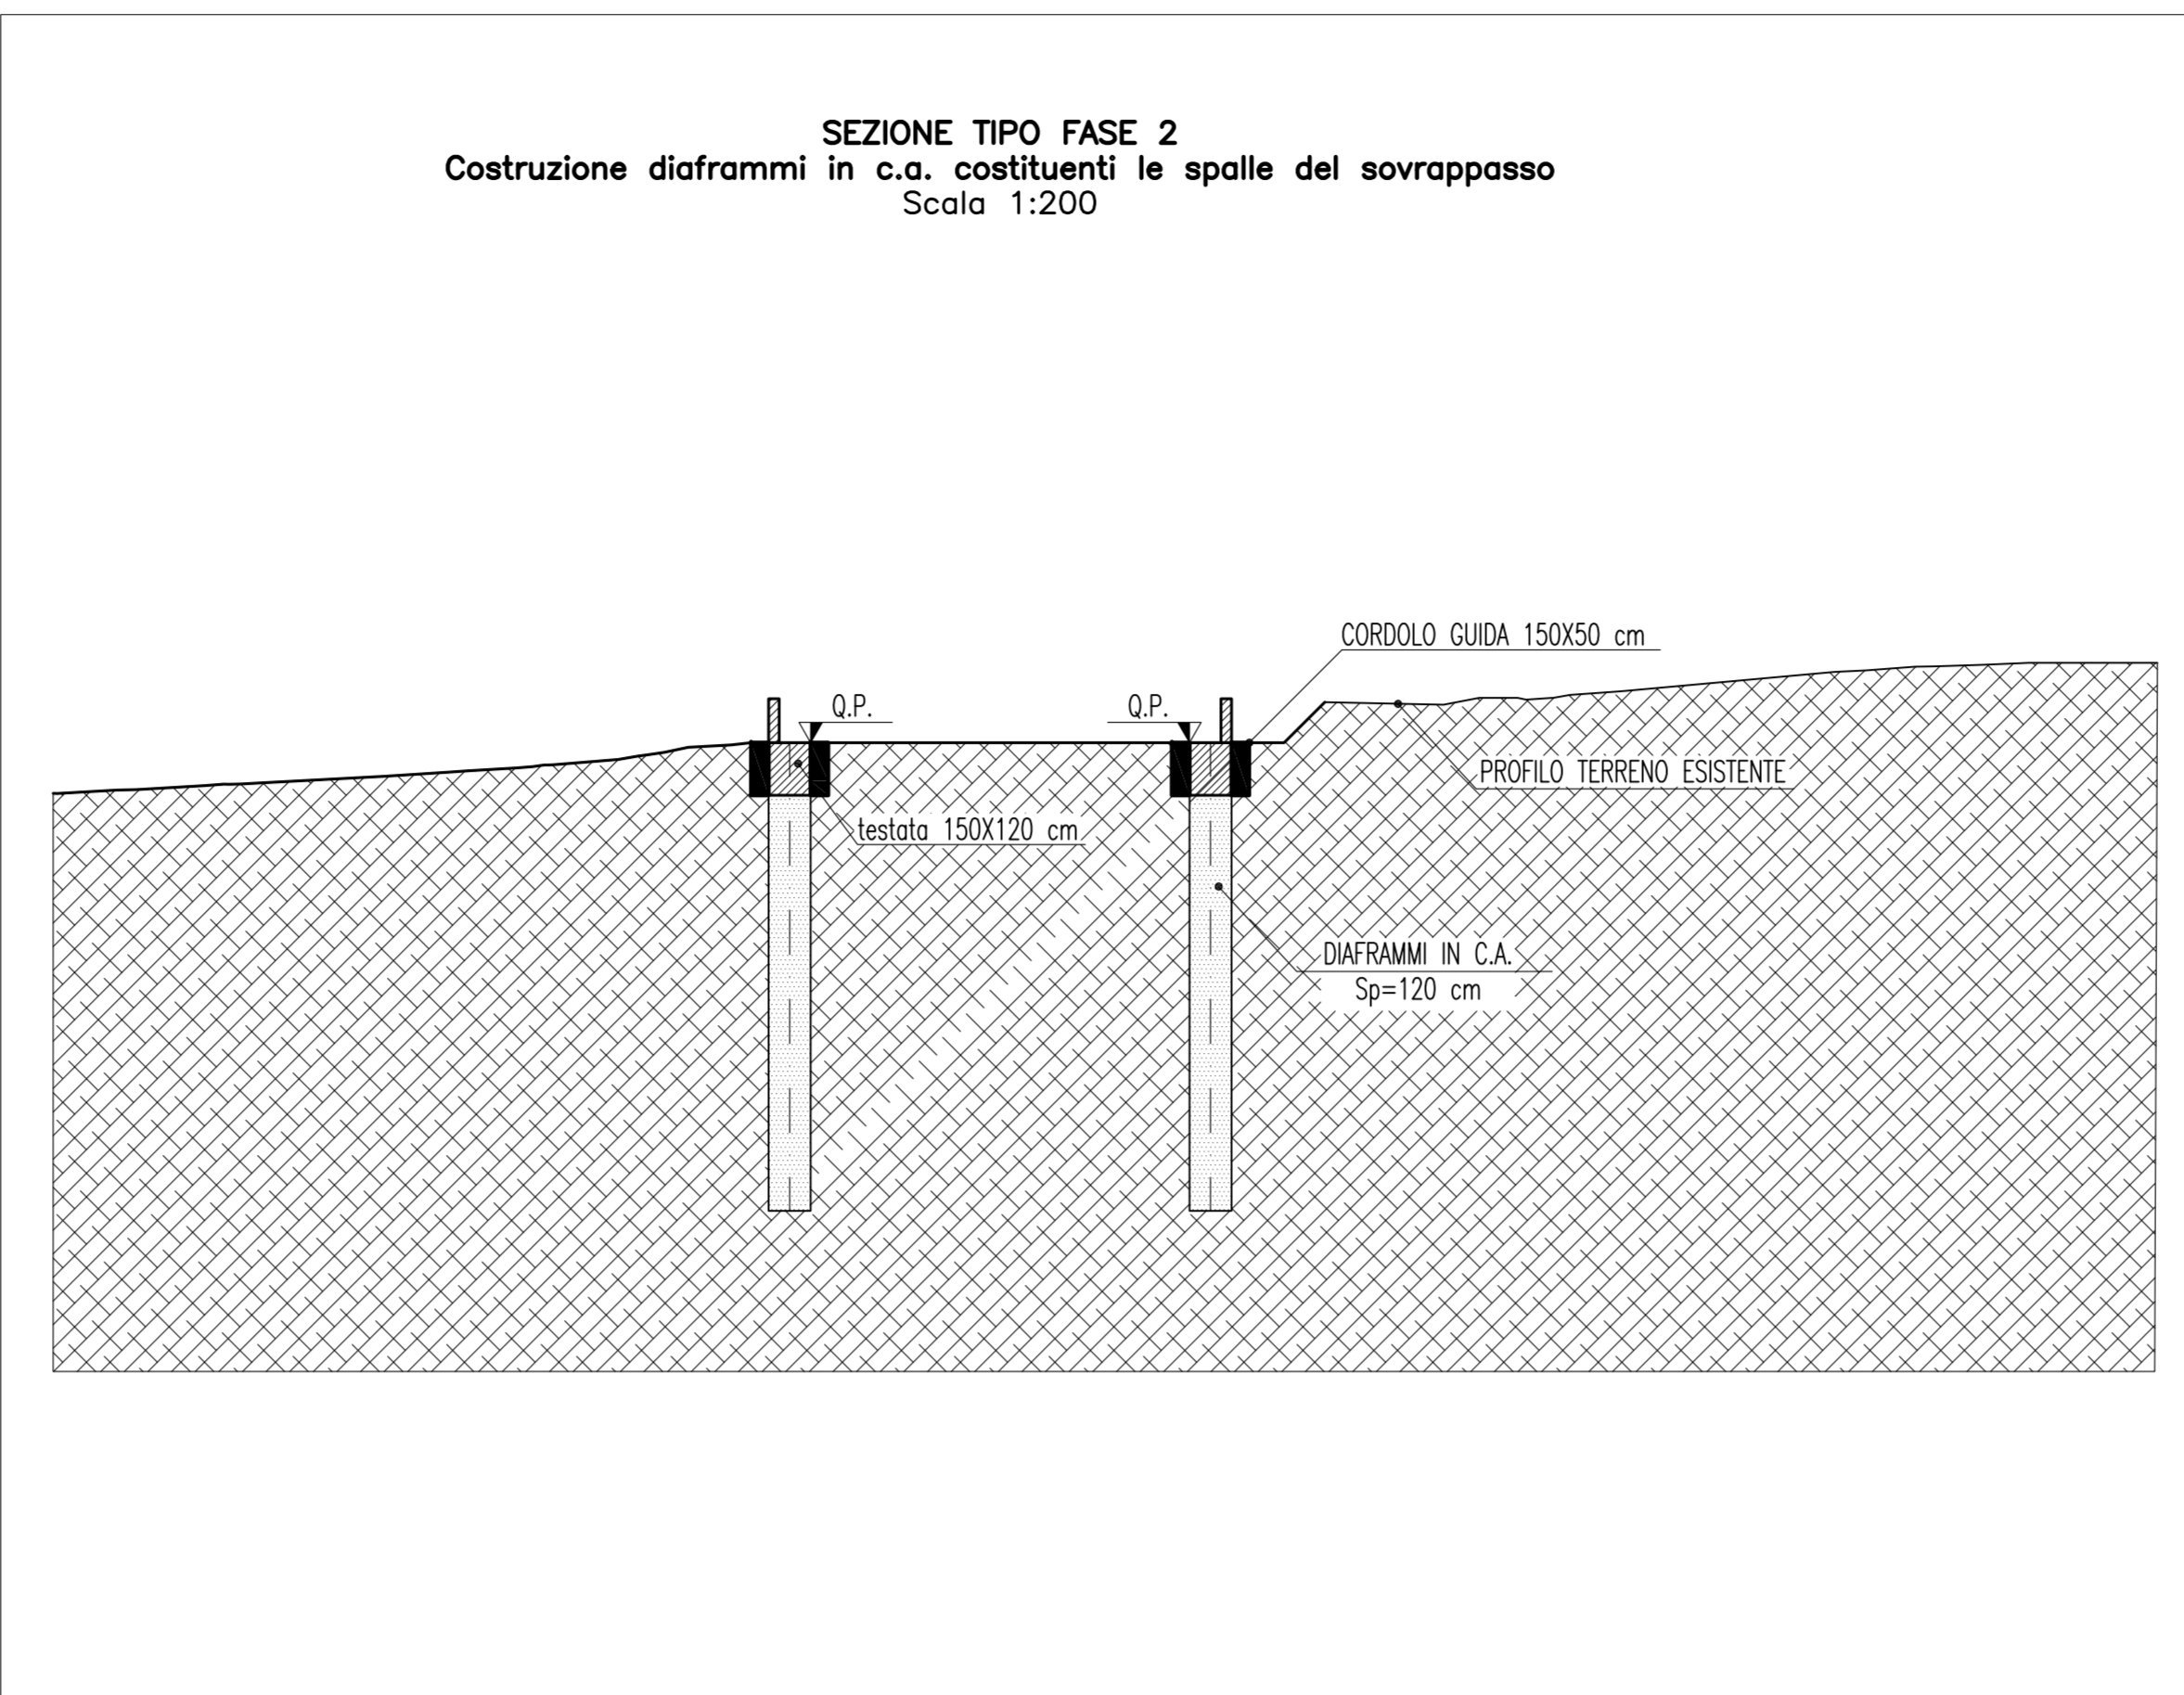 SEZIONE TIPO FASE 2
Costruzione diaframmi in c.a. costituenti le spalle del sovrappasso
Scala 1:200
CORDOLO GUIDA 150X50 cm
Q.P.
Q.P.
PROFILO TERRENO ESISTENTE
testata 150X120 cm
DIAFRAMMI IN C.A.
Sp=120 cm